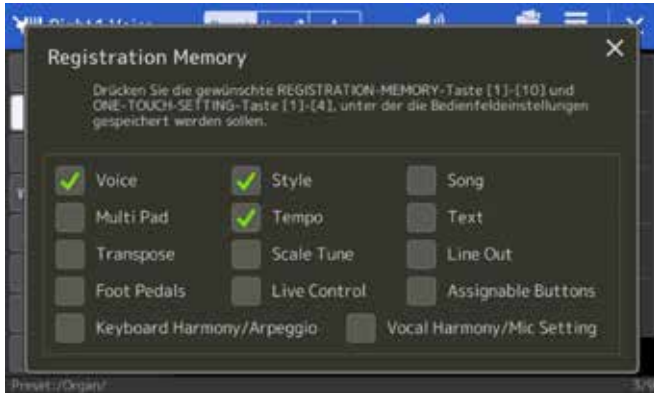 Registration Memory
Drücken Sie die gewünschte REGISTRATION-MEMORY-Taste [1]-[10] und
ONE-TOUCH-SETTING-Taste [1]-[4], unter der die Bedienfeldeinstellungen
gespeichert werden sollen.
Voice Style Song
Multi Pad Tempo Text
Transpose Scale Tune Line Out
Foot Pedals Live Control Assignable Buttons
Keyboard Harmony/Arpeggio Vocal Harmony/Mic Setting
Preset:/Organ/ 3/9